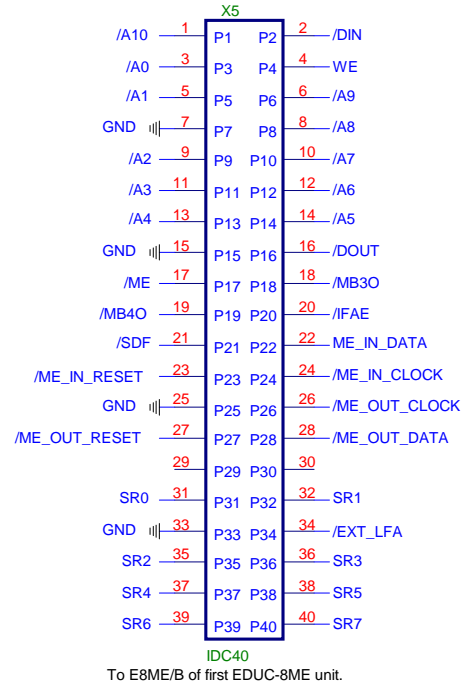 X5
/A10 1 P1 P2 2 /DIN
/A0 3 P3 P4 4 WE
/A1 5 P5 P6 6 /A9
GND 7 P7 P8 8 /A8
/A2 9 P9 P10 10 /A7
/A3 11 P11 P12 12 /A6
/A4 13 P13 P14 14 /A5
GND 15 P15 P16 16 /DOUT
/ME 17 P17 P18 18 /MB3O
/MB4O 19 P19 P20 20 /IFAE
/SDF 21 P21 P22 22 ME_IN_DATA
/ME_IN_RESET 23 P23 P24 24 /ME_IN_CLOCK
GND 25 P25 P26 26 /ME_OUT_CLOCK
/ME_OUT_RESET 27 P27 P28 28 /ME_OUT_DATA
29 P29 P30 30
SR0 31 P31 P32 32 SR1
GND 33 P33 P34 34 /EXT_LFA
SR2 35 P35 P36 36 SR3
SR4 37 P37 P38 38 SR5
SR6 39 P39 P40 40 SR7
IDC40
To E8ME/B of first EDUC-8ME unit.